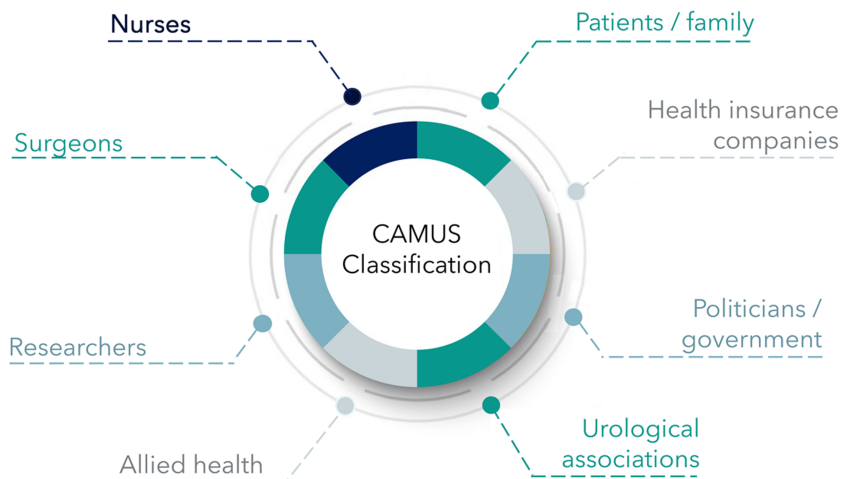 Nurses
Patients / family
Health insurance
companies
Surgeons
CAMUS
Classification
Politicians /
government
Researchers
Urological
associations
Allied health